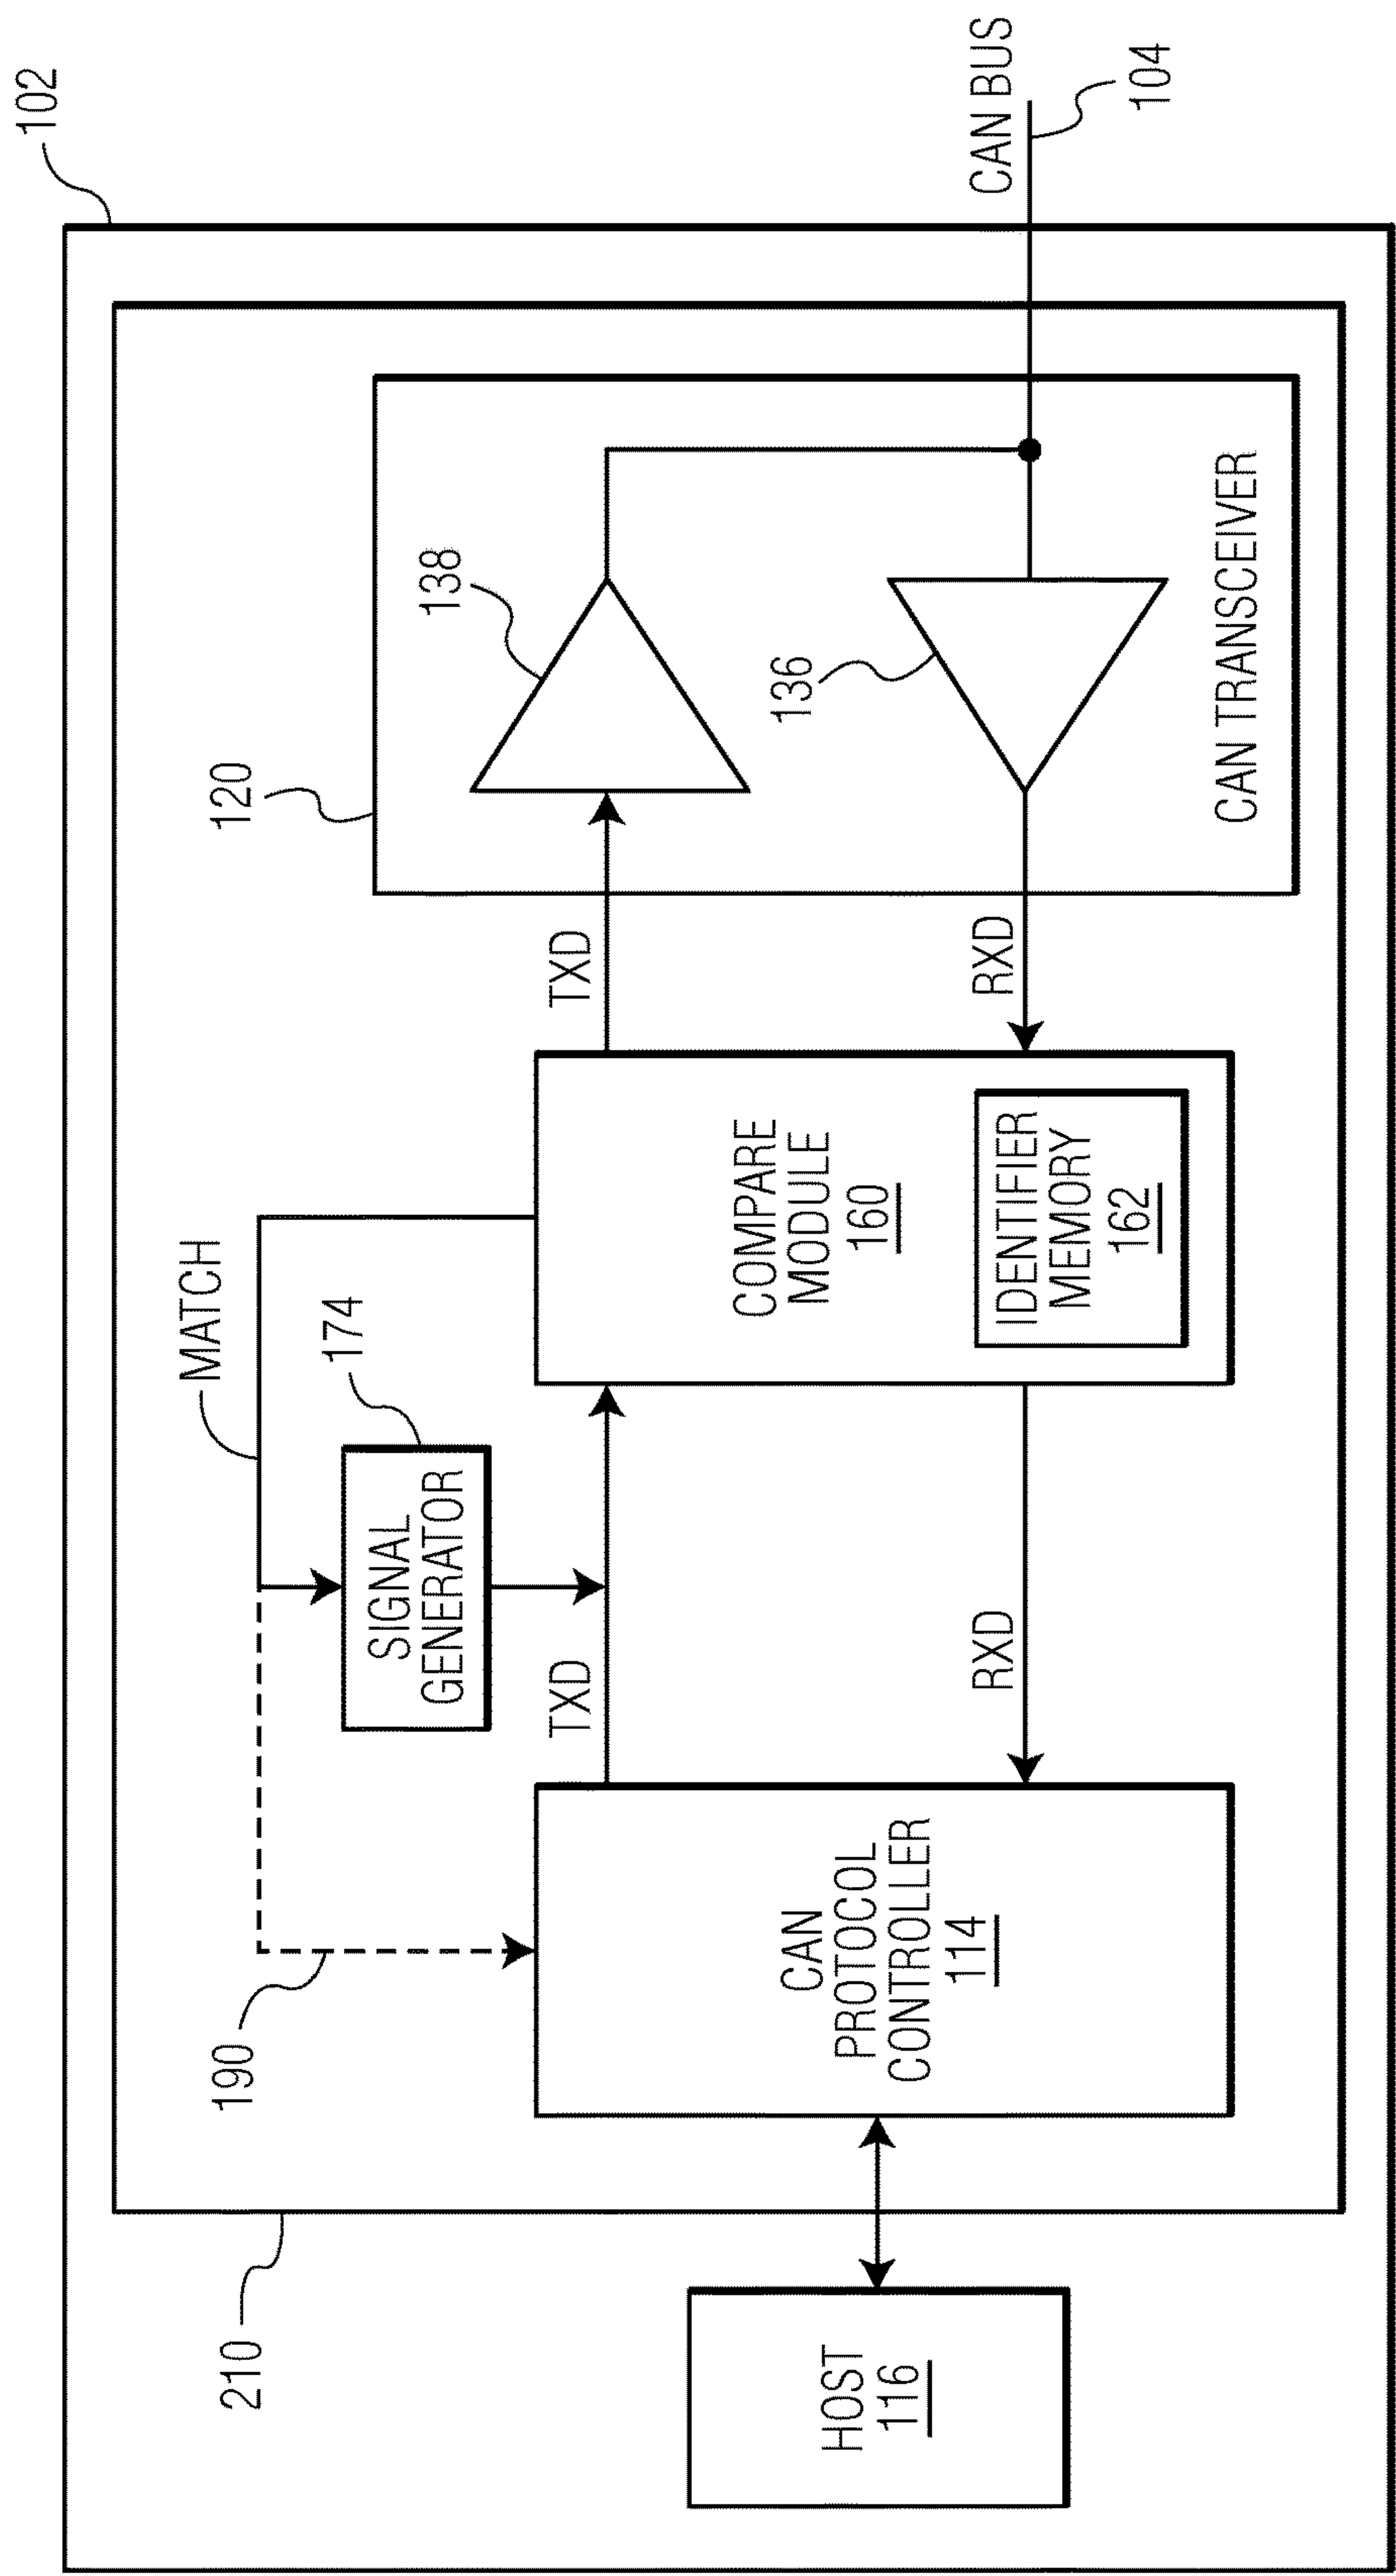 102
210
190
MATCH
174
SIGNAL
GENERATOR
120
138
136
CAN TRANSCEIVER
TXD
TXD
RXD
RXD
HOST
116
CAN
PROTOCOL
CONTROLLER
114
COMPARE
MODULE
160
IDENTIFIER
MEMORY
162
CAN BUS
104